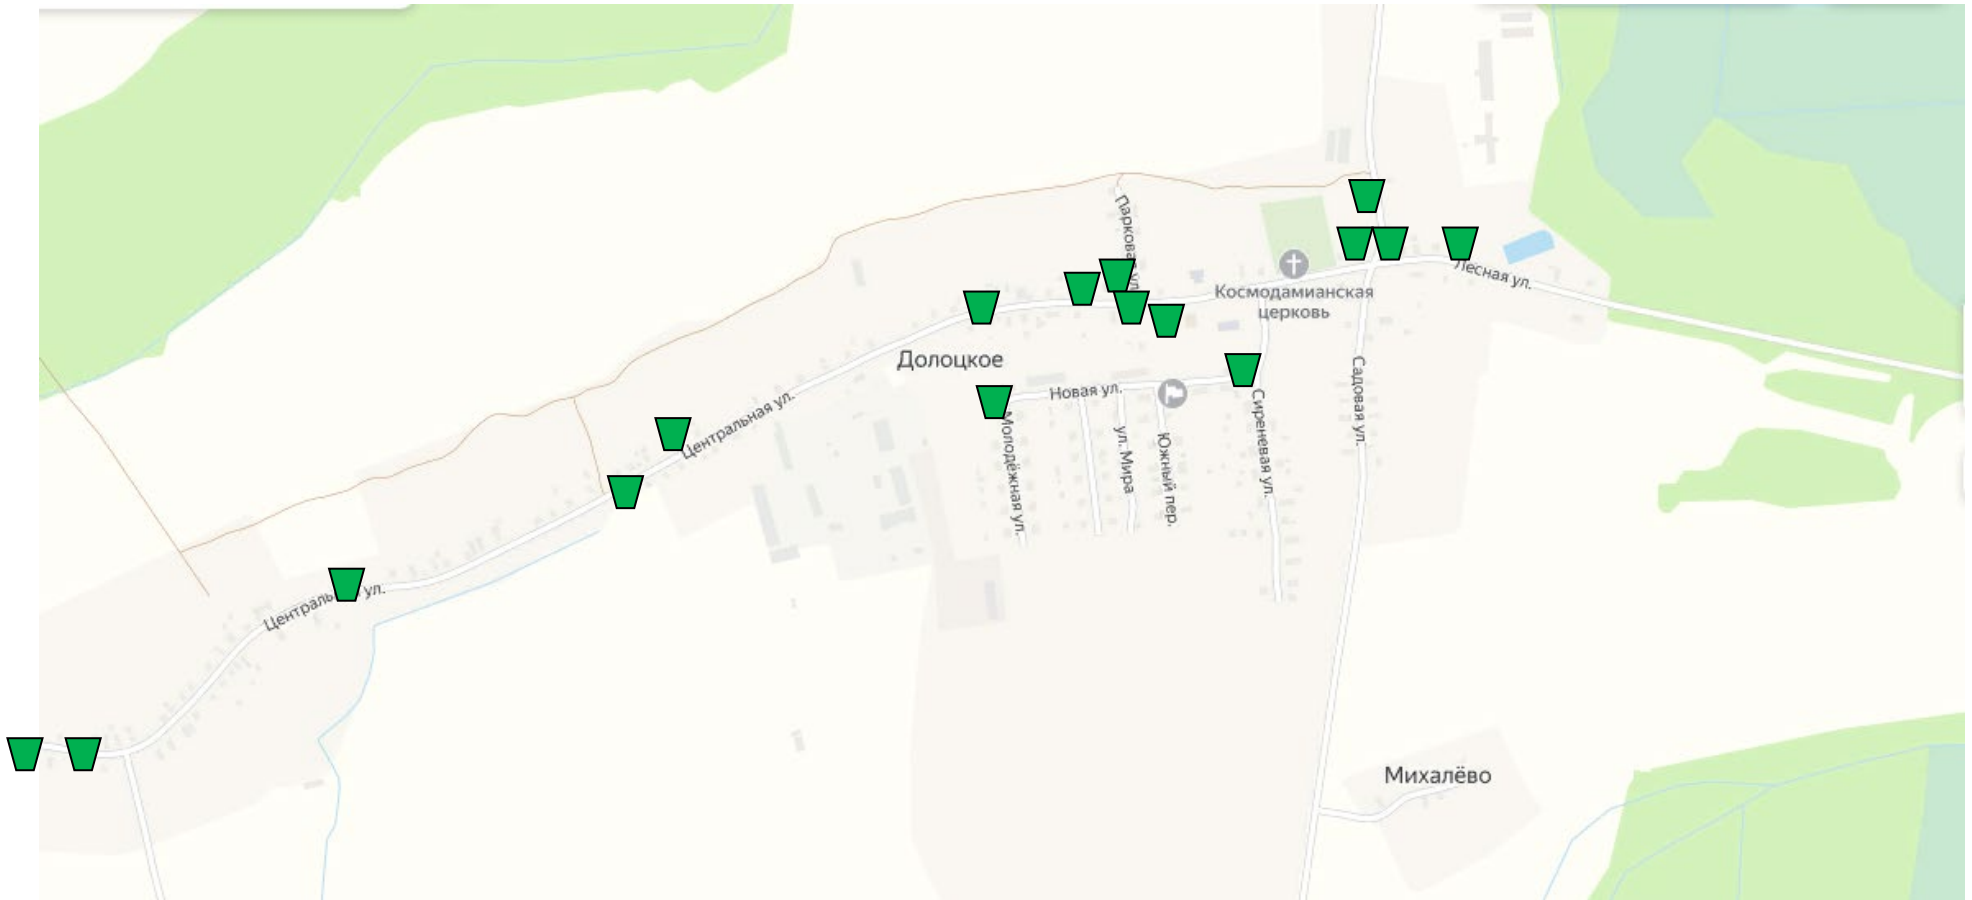 Парковая ул.
Лесная ул.
Космодамианская
церковь
Долоцкое
Новая ул.
Садовая ул.
Центральная ул.
Молодёжная ул.
ул. Мира
Южный пер.
Сиреневая ул.
Центральная ул.
Михалёво